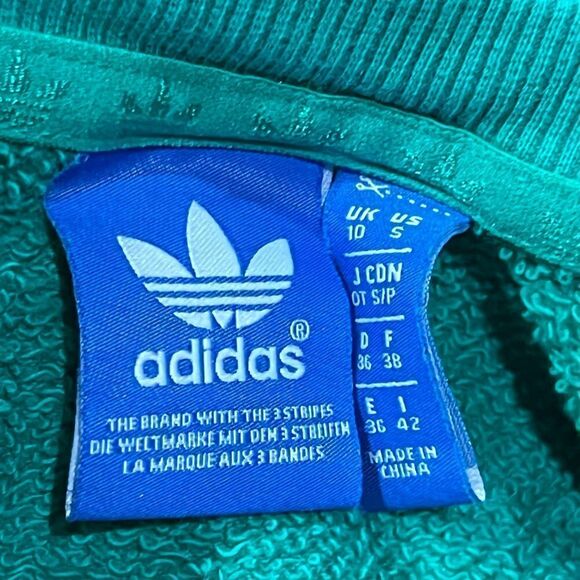 adidas®
THE BRAND WITH THE 3 STRIPES
DIE WELTMARKE MIT DEN 3 STREIFEN
LA MARQUE AUX 3 BANDES
UK US
10 S
J CDN
OT S/P
D F
36 38
E I
36 42
MADE IN
CHINA